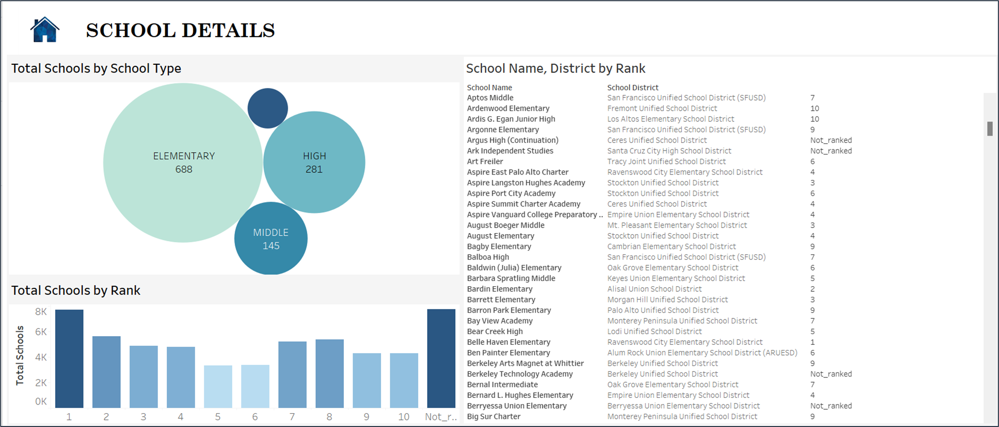 SCHOOL DETAILS
Total Schools by School Type
ELEMENTARY
688
HIGH
281
MIDDLE
145
Total Schools by Rank
Total Schools
8K
6K
4K
2K
0K
1 2 3 4 5 6 7 8 9 10 Not_r..
School Name, District by Rank
School Name School District
Aptos Middle San Francisco Unified School District (SFUSD) 7
Ardenwood Elementary Fremont Unified School District 10
Ardis G. Egan Junior High Los Altos Elementary School District 10
Argonne Elementary San Francisco Unified School District (SFUSD) 9
Argus High (Continuation) Ceres Unified School District Not_ranked
Ark Independent Studies Santa Cruz City High School District Not_ranked
Art Freiler Tracy Joint Unified School District 6
Aspire East Palo Alto Charter Ravenswood City Elementary School District 4
Aspire Langston Hughes Academy Stockton Unified School District 3
Aspire Port City Academy Stockton Unified School District 6
Aspire Summit Charter Academy Ceres Unified School District 4
Aspire Vanguard College Preparatory .. Empire Union Elementary School District 4
August Boeger Middle Mt. Pleasant Elementary School District 3
August Elementary Stockton Unified School District 4
Bagby Elementary Cambrian Elementary School District 9
Balboa High San Francisco Unified School District (SFUSD) 7
Baldwin (Julia) Elementary Oak Grove Elementary School District 6
Barbara Spratling Middle Keyes Union Elementary School District 5
Bardin Elementary Alisal Union School District 2
Barrett Elementary Morgan Hill Unified School District 3
Barron Park Elementary Palo Alto Unified School District 9
Bay View Academy Monterey Peninsula Unified School District 7
Bear Creek High Lodi Unified School District 5
Belle Haven Elementary Ravenswood City Elementary School District 1
Ben Painter Elementary Alum Rock Union Elementary School District (ARUESD) 6
Berkeley Arts Magnet at Whittier Berkeley Unified School District 9
Berkeley Technology Academy Berkeley Unified School District Not_ranked
Bernal Intermediate Oak Grove Elementary School District 7
Bernard L. Hughes Elementary Empire Union Elementary School District 4
Berryessa Union Elementary Berryessa Union Elementary School District Not_ranked
Big Sur Charter Monterey Peninsula Unified School District 9